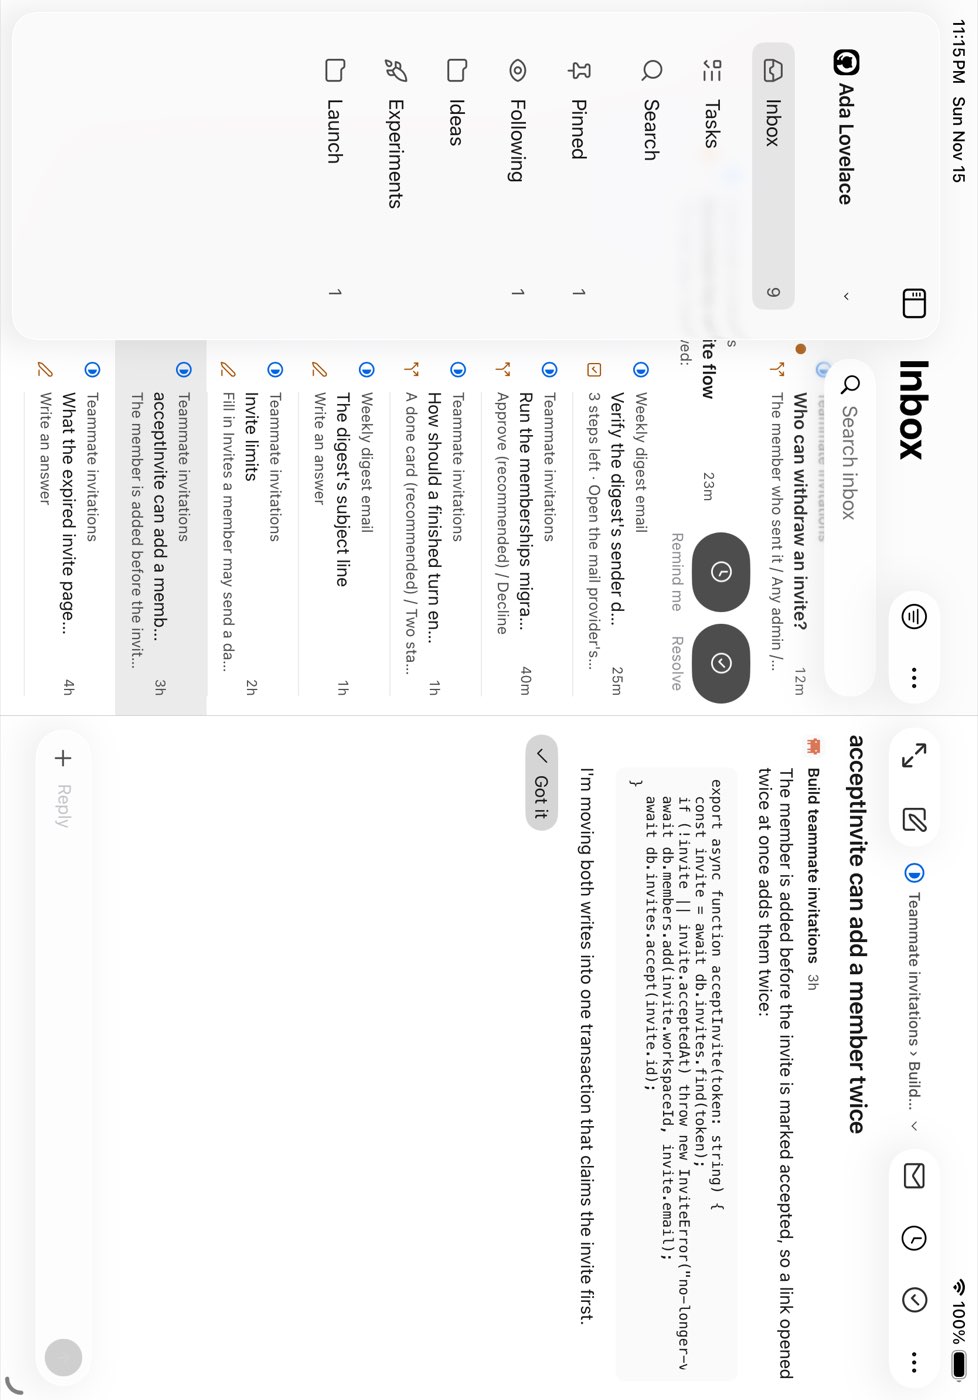 11:15 PM Sun Nov 15
100%
Ada Lovelace
Inbox 9
Tasks
Search
Pinned 1
Following 1
Ideas
Experiments
Launch 1
Inbox
Search inbox
Teammate invitations
Who can withdraw an invite? 12m
The member who sent it / Any admin /...
s
ite flow 23m
ved:
Remind me
Resolve
Weekly digest email
Verify the digest's sender d... 25m
3 steps left · Open the mail provider's...
Teammate invitations
Run the memberships migra... 40m
Approve (recommended) / Decline
Teammate invitations
How should a finished turn en... 1h
A done card (recommended) / Two sta...
Weekly digest email
The digest's subject line 1h
Write an answer
Teammate invitations
Invite limits 2h
Fill in Invites a member may send a da...
Teammate invitations
acceptInvite can add a memb... 3h
The member is added before the invit...
Teammate invitations
What the expired invite page... 4h
Write an answer
Teammate invitations › Build...
acceptInvite can add a member twice
Build teammate invitations 3h
The member is added before the invite is marked accepted, so a link opened
twice at once adds them twice:
export async function acceptInvite(token: string) {
const invite = await db.invites.find(token);
if (!invite || invite.acceptedAt) throw new InviteError("no-longer-v
await db.members.add(invite.workspaceId, invite.email);
await db.invites.accept(invite.id);
}
I'm moving both writes into one transaction that claims the invite first.
Got it
Reply